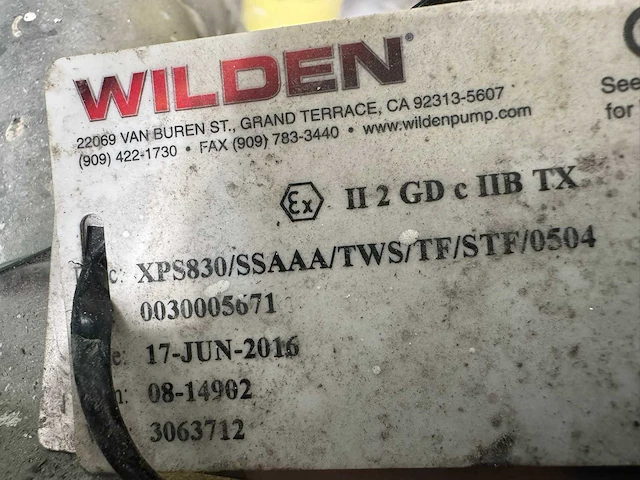 WILDEN®
22069 VAN BUREN ST., GRAND TERRACE, CA 92313-5607
(909) 422-1730 • FAX (909) 783-3440 • www.wildenpump.com
See
for
Ex II 2 GD c IIB TX
c: XPS830/SSAAA/TWS/TF/STF/0504
0030005671
e: 17-JUN-2016
n: 08-14902
3063712